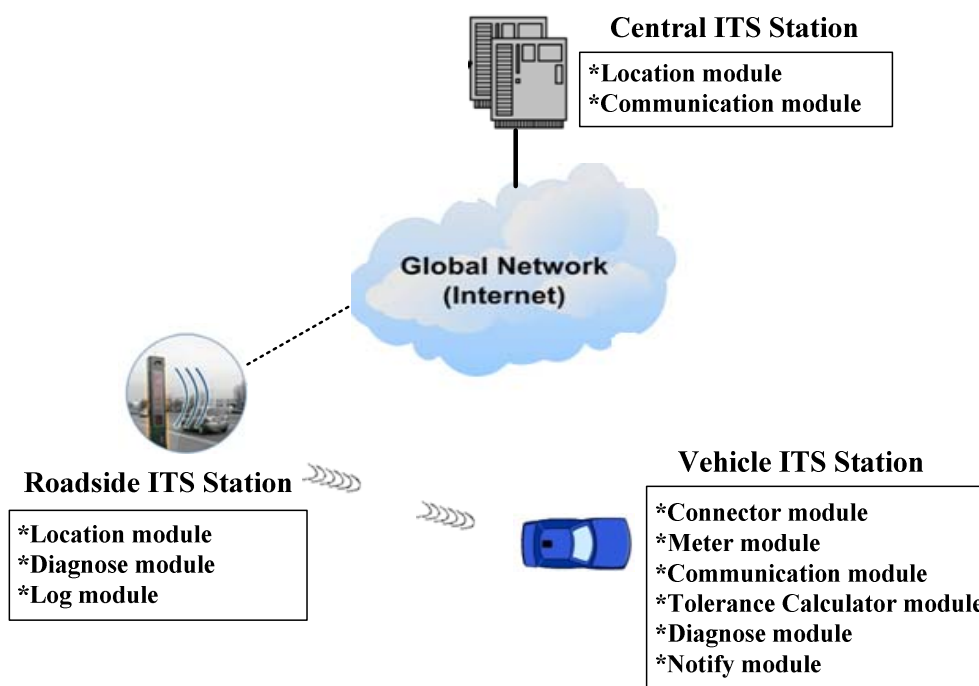 Central ITS Station
*Location module
*Communication module
Global Network
(Internet)
Roadside ITS Station
*Location module
*Diagnose module
*Log module
Vehicle ITS Station
*Connector module
*Meter module
*Communication module
*Tolerance Calculator module
*Diagnose module
*Notify module